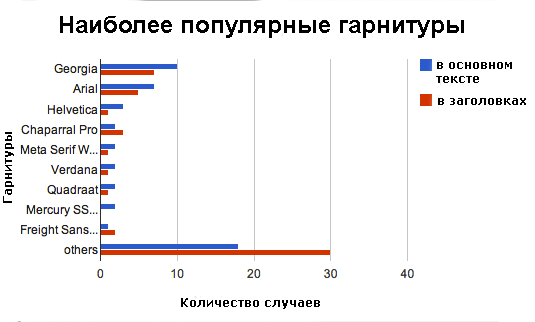 Наиболее популярные гарнитуры
в основном
тексте
в заголовках
Гарнитуры
Georgia
Arial
Helvetica
Chaparral Pro
Meta Serif W...
Verdana
Quadraat
Mercury SS...
Freight Sans...
others
0 10 20 30 40
Количество случаев